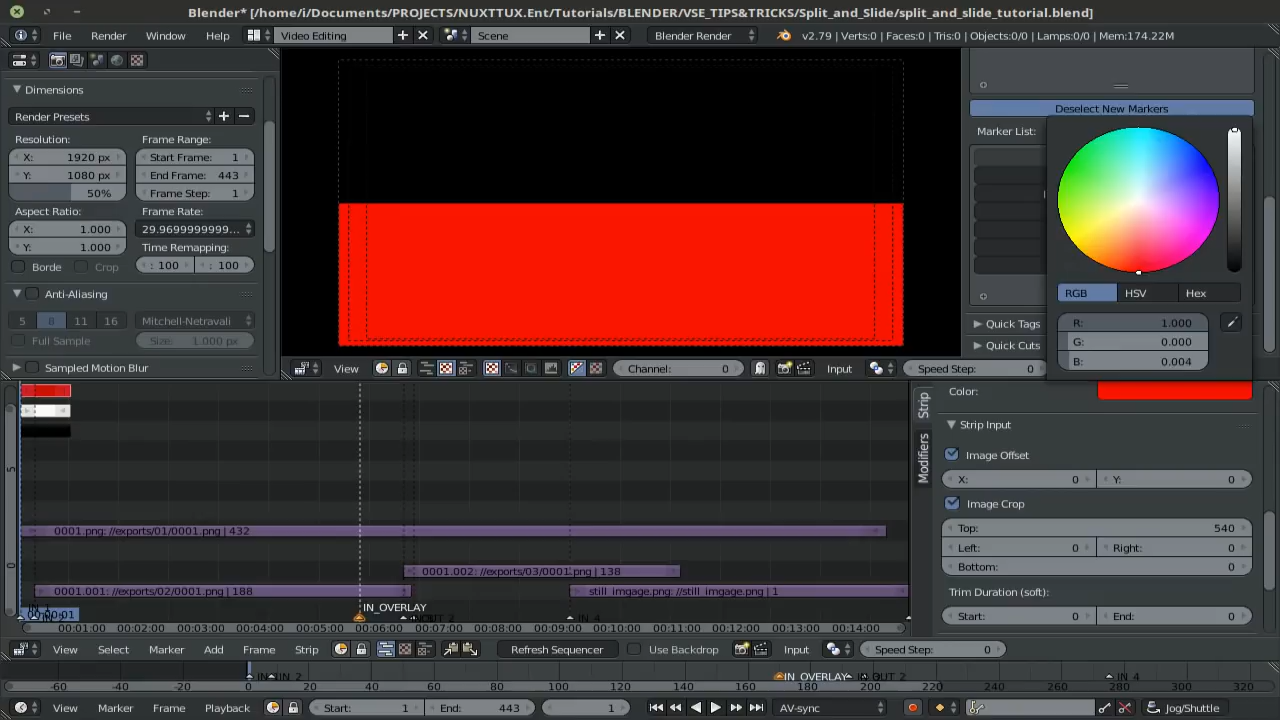 Blender* [/home/i/Documents/PROJECTS/NUXTTUX.Ent/Tutorials/BLENDER/VSE_TIPS&TRICKS/Split_and_Slide/split_and_slide_tutorial.blend]
File Render Window Help Video Editing Scene Blender Render v2.79 | Verts:0 | Faces:0 | Tris:0 | Objects:0/0 | Lamps:0/0 | Mem:174.22M
Dimensions
Render Presets
Resolution: Frame Range:
X: 1920 px Start Frame: 1
Y: 1080 px End Frame: 443
50% Frame Step: 1
Aspect Ratio: Frame Rate:
X: 1.000 29.9699999999...
Y: 1.000 Time Remapping:
Borde Crop : 100 : 100
Anti-Aliasing
5 8 11 16 Mitchell-Netravali
Full Sample Size: 1.000 px
Sampled Motion Blur
View Channel: 0 Input Speed Step: 0
Deselect New Markers
Marker List:
RGB HSV Hex
R: 1.000
G: 0.000
B: 0.004
Quick Tags
Quick Cuts
Color:
Strip
Modifiers
Strip Input
Image Offset
X: 0 Y: 0
Image Crop
Top: 540
Left: 0 Right: 0
Bottom: 0
Trim Duration (soft):
Start: 0 End: 0
5
0
0001.png: //exports/01/0001.png | 432
0001.002: //exports/03/0001.png | 138
0001.001: //exports/02/0001.png | 188
still_imgage.png: //still_imgage.png | 1
IN_OVERLAY
IN_4
00:01:00 00:02:00 00:03:00 00:04:00 00:05:00 00:06:00 00:07:00 00:08:00 00:09:00 00:10:00 00:11:00 00:12:00 00:13:00 00:14:00
View Select Marker Add Frame Strip Refresh Sequencer Use Backdrop Input Speed Step: 0
IN_2 IN_OVERLAY OUT_2 IN_4
-60 -40 -20 0 20 40 60 80 100 120 140 160 180 200 220 240 260 280 300 320
View Marker Frame Playback Start: 1 End: 443 1 AV-sync Jog/Shuttle